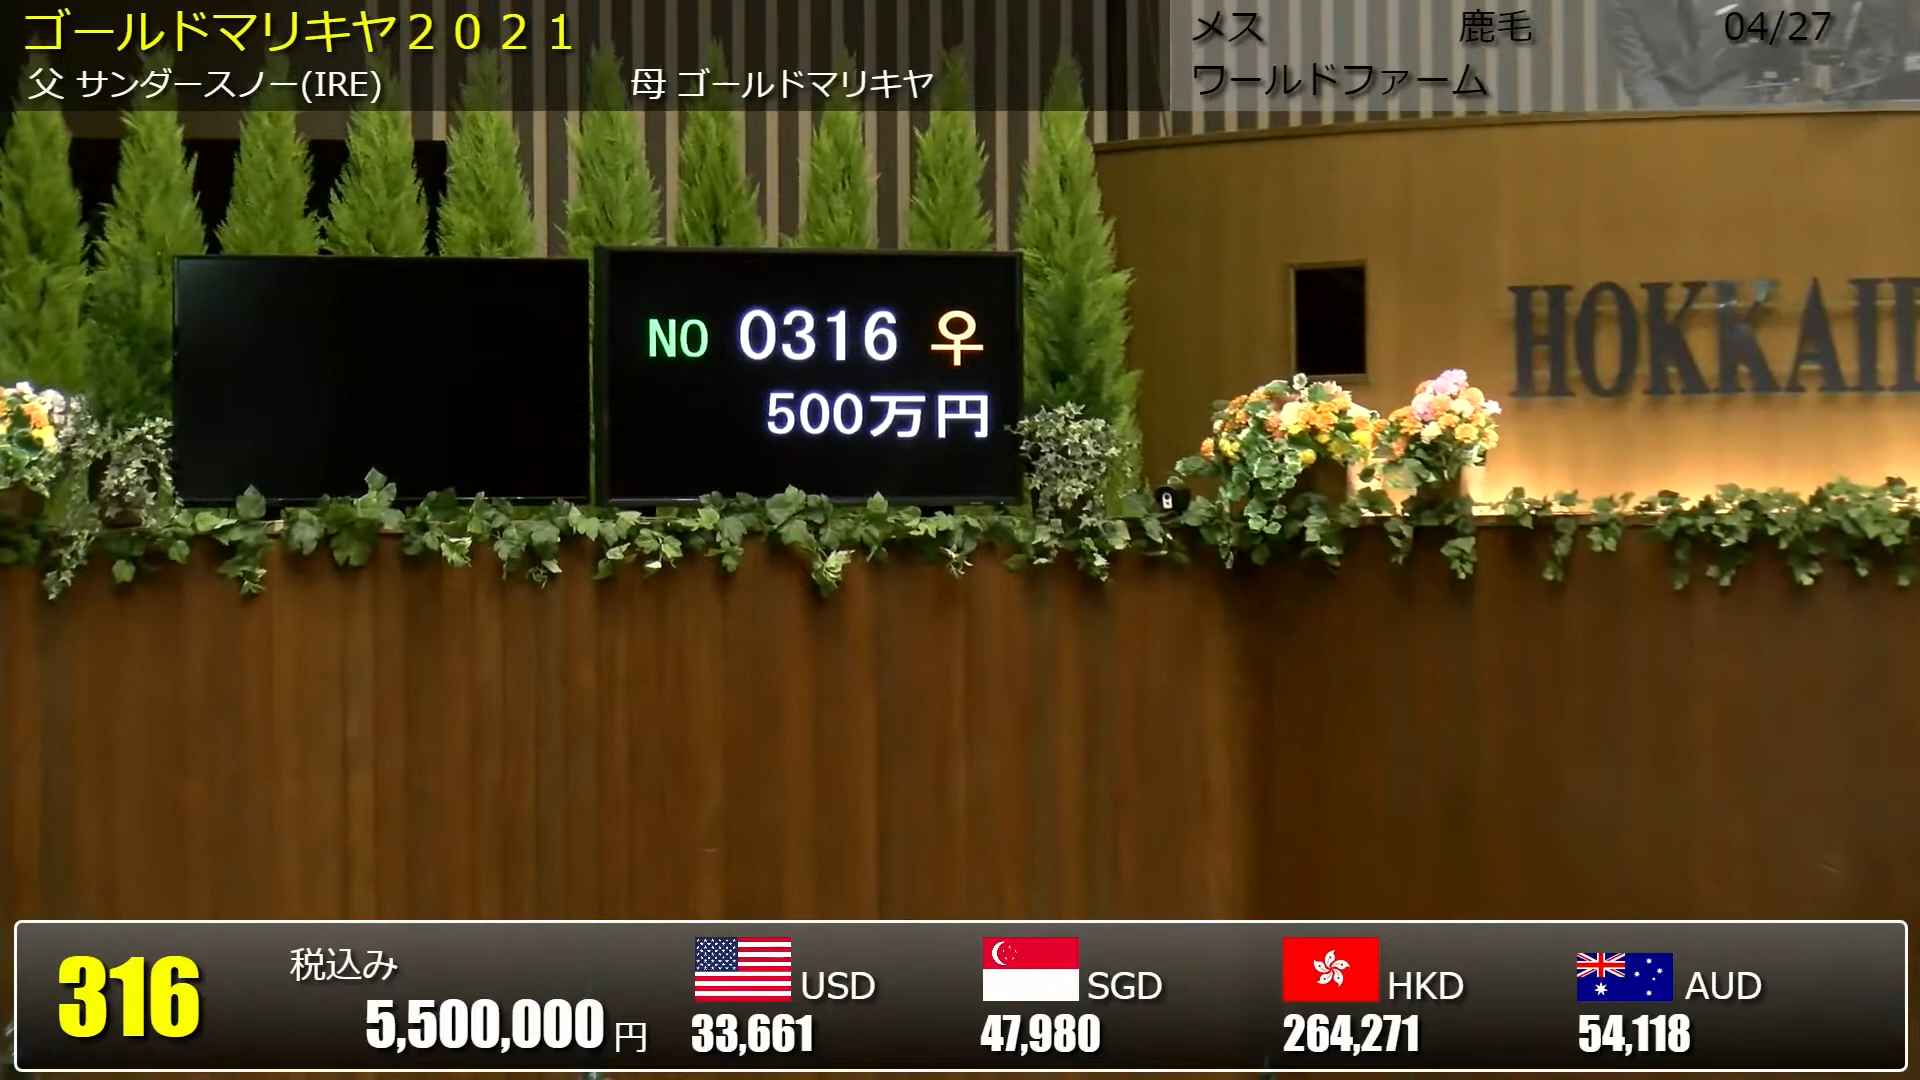 ゴールドマリキヤ２０２１
父 サンダースノー(IRE)
母 ゴールドマリキヤ
メス 鹿毛 04/27
ワールドファーム
NO 0316 ♀
500万円
HOKKAI
316
税込み
5,500,000 円
USD
33,661
SGD
47,980
HKD
264,271
AUD
54,118